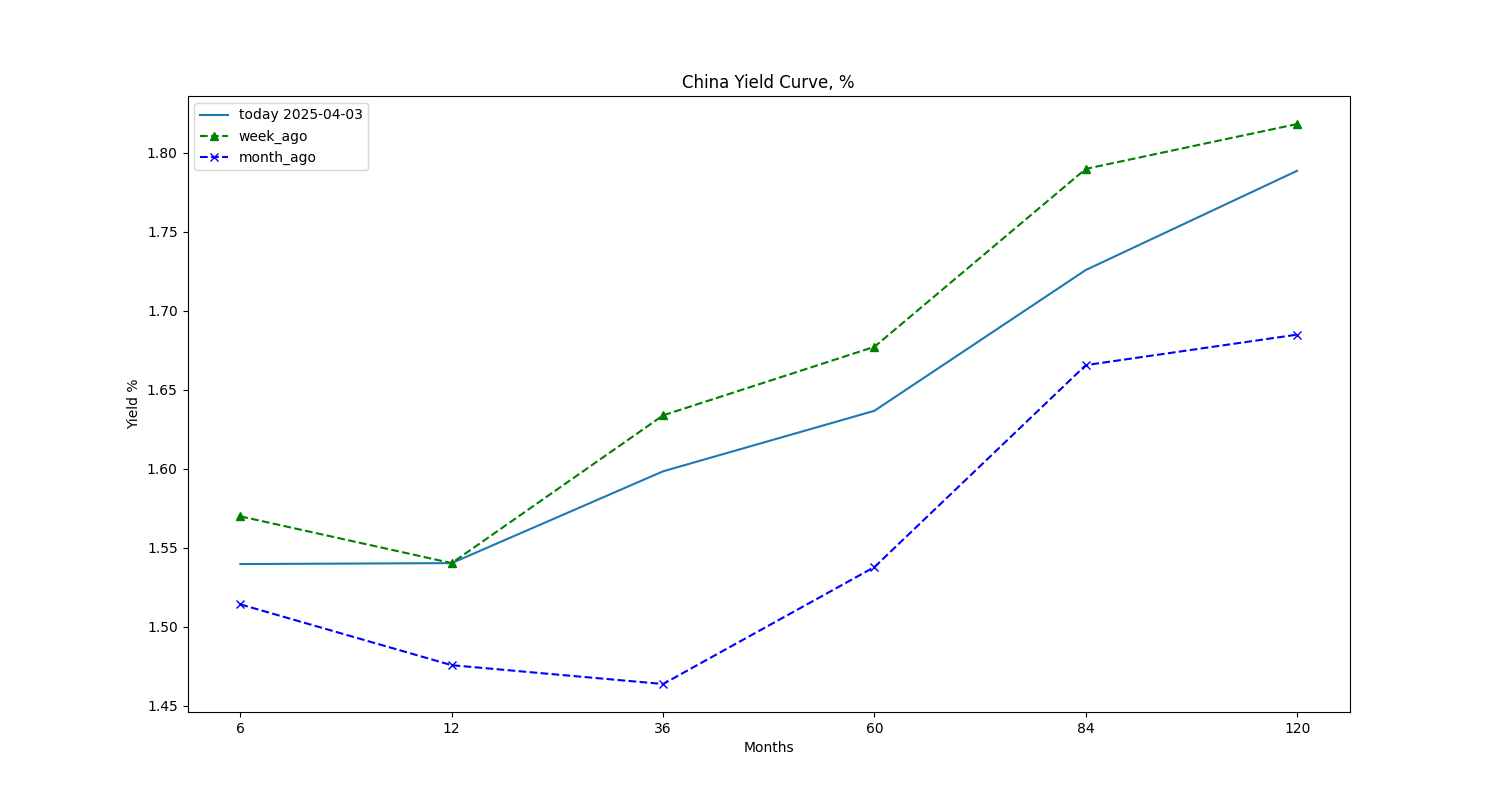 China Yield Curve, %
today 2025-04-03
week_ago
month_ago
1.80
1.75
1.70
1.65
1.60
1.55
1.50
1.45
Yield %
6 12 36 60 84 120
Months